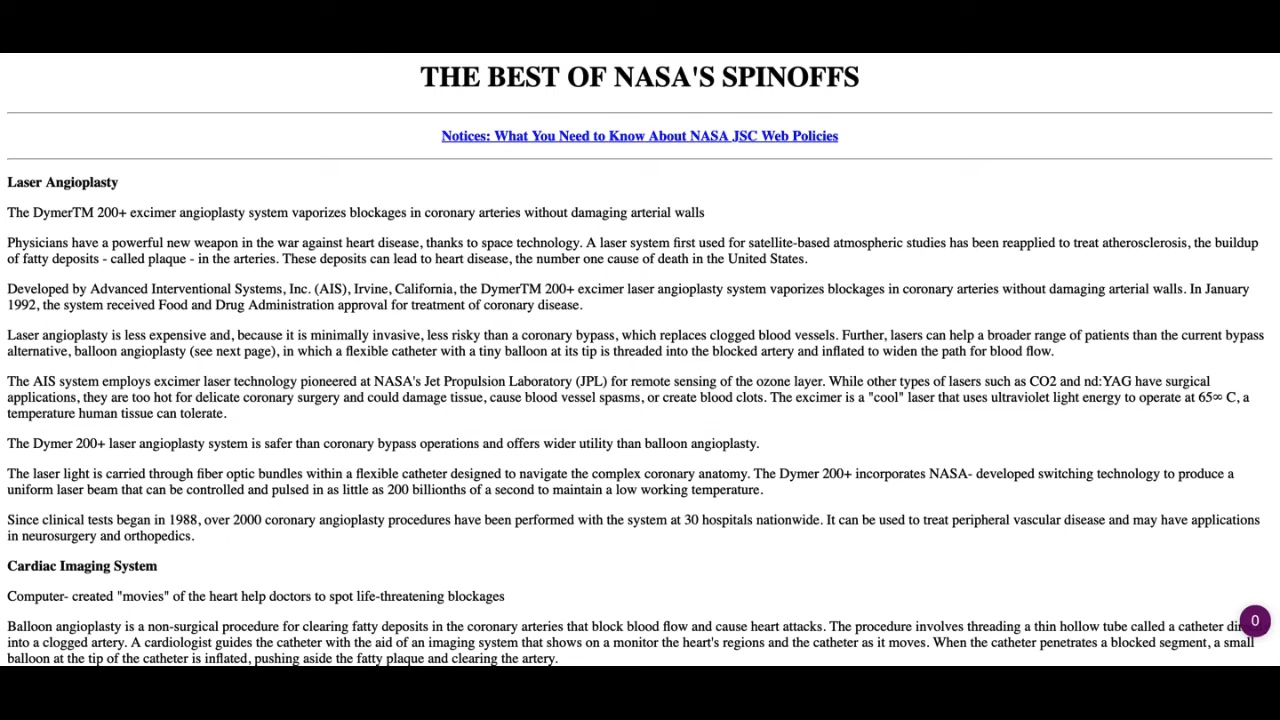 THE BEST OF NASA'S SPINOFFS
Notices: What You Need to Know About NASA JSC Web Policies
Laser Angioplasty
The DymerTM 200+ excimer angioplasty system vaporizes blockages in coronary arteries without damaging arterial walls
Physicians have a powerful new weapon in the war against heart disease, thanks to space technology. A laser system first used for satellite-based atmospheric studies has been reapplied to treat atherosclerosis, the buildup
of fatty deposits - called plaque - in the arteries. These deposits can lead to heart disease, the number one cause of death in the United States.
Developed by Advanced Interventional Systems, Inc. (AIS), Irvine, California, the DymerTM 200+ excimer laser angioplasty system vaporizes blockages in coronary arteries without damaging arterial walls. In January
1992, the system received Food and Drug Administration approval for treatment of coronary disease.
Laser angioplasty is less expensive and, because it is minimally invasive, less risky than a coronary bypass, which replaces clogged blood vessels. Further, lasers can help a broader range of patients than the current bypass
alternative, balloon angioplasty (see next page), in which a flexible catheter with a tiny balloon at its tip is threaded into the blocked artery and inflated to widen the path for blood flow.
The AIS system employs excimer laser technology pioneered at NASA's Jet Propulsion Laboratory (JPL) for remote sensing of the ozone layer. While other types of lasers such as CO2 and nd:YAG have surgical
applications, they are too hot for delicate coronary surgery and could damage tissue, cause blood vessel spasms, or create blood clots. The excimer is a "cool" laser that uses ultraviolet light energy to operate at 65∞ C, a
temperature human tissue can tolerate.
The Dymer 200+ laser angioplasty system is safer than coronary bypass operations and offers wider utility than balloon angioplasty.
The laser light is carried through fiber optic bundles within a flexible catheter designed to navigate the complex coronary anatomy. The Dymer 200+ incorporates NASA- developed switching technology to produce a
uniform laser beam that can be controlled and pulsed in as little as 200 billionths of a second to maintain a low working temperature.
Since clinical tests began in 1988, over 2000 coronary angioplasty procedures have been performed with the system at 30 hospitals nationwide. It can be used to treat peripheral vascular disease and may have applications
in neurosurgery and orthopedics.
Cardiac Imaging System
Computer- created "movies" of the heart help doctors to spot life-threatening blockages
Balloon angioplasty is a non-surgical procedure for clearing fatty deposits in the coronary arteries that block blood flow and cause heart attacks. The procedure involves threading a thin hollow tube called a catheter
into a clogged artery. A cardiologist guides the catheter with the aid of an imaging system that shows on a monitor the heart's regions and the catheter as it moves. When the catheter penetrates a blocked segment, a small
balloon at the tip of the catheter is inflated, pushing aside the fatty plaque and clearing the artery.
0